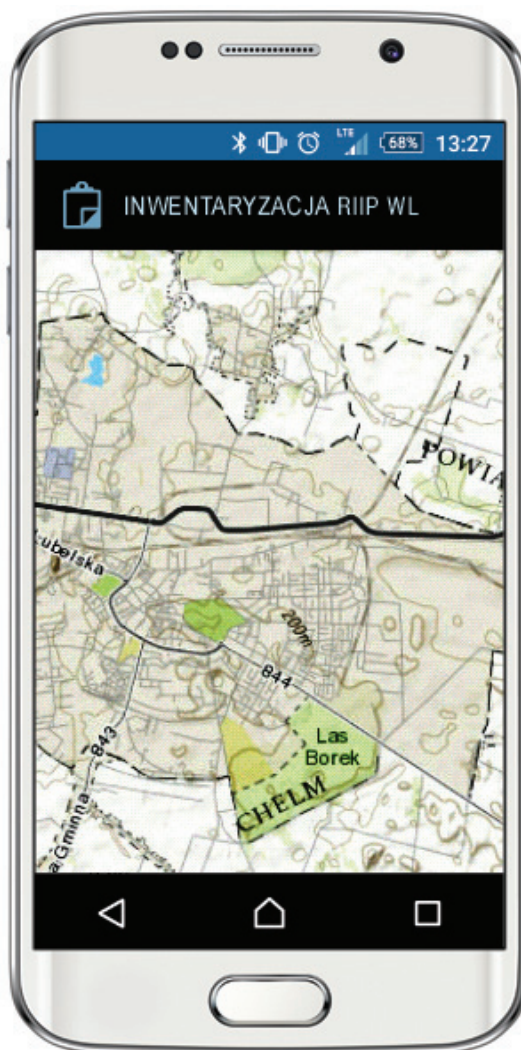 LTE
68% 13:27
INWENTARYZACJA RIIP WL
POWIA
Lubelska
200m
844
Las
Borek
843
CHELM
a Gminna